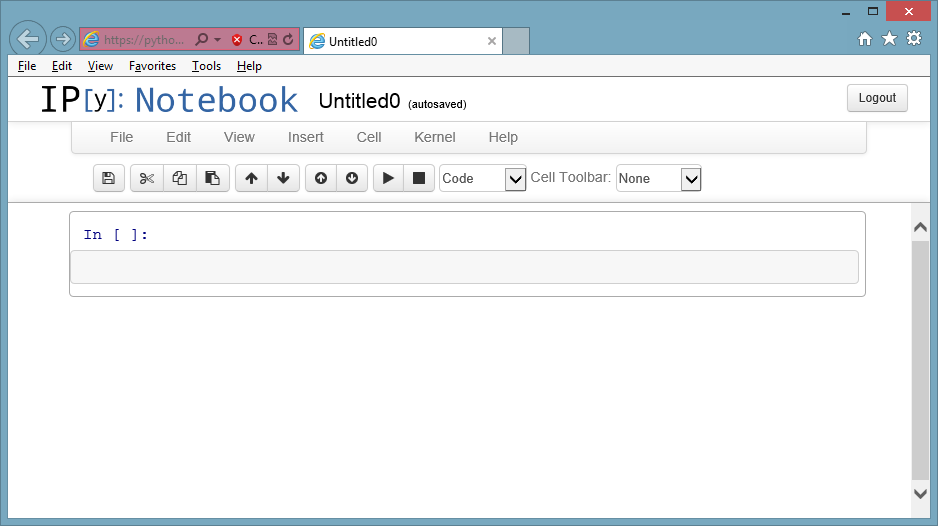 https://pytho... C... Untitled0
File Edit View Favorites Tools Help
IP[y]: Notebook Untitled0 (autosaved) Logout
File Edit View Insert Cell Kernel Help
Code Cell Toolbar: None
In [ ]: